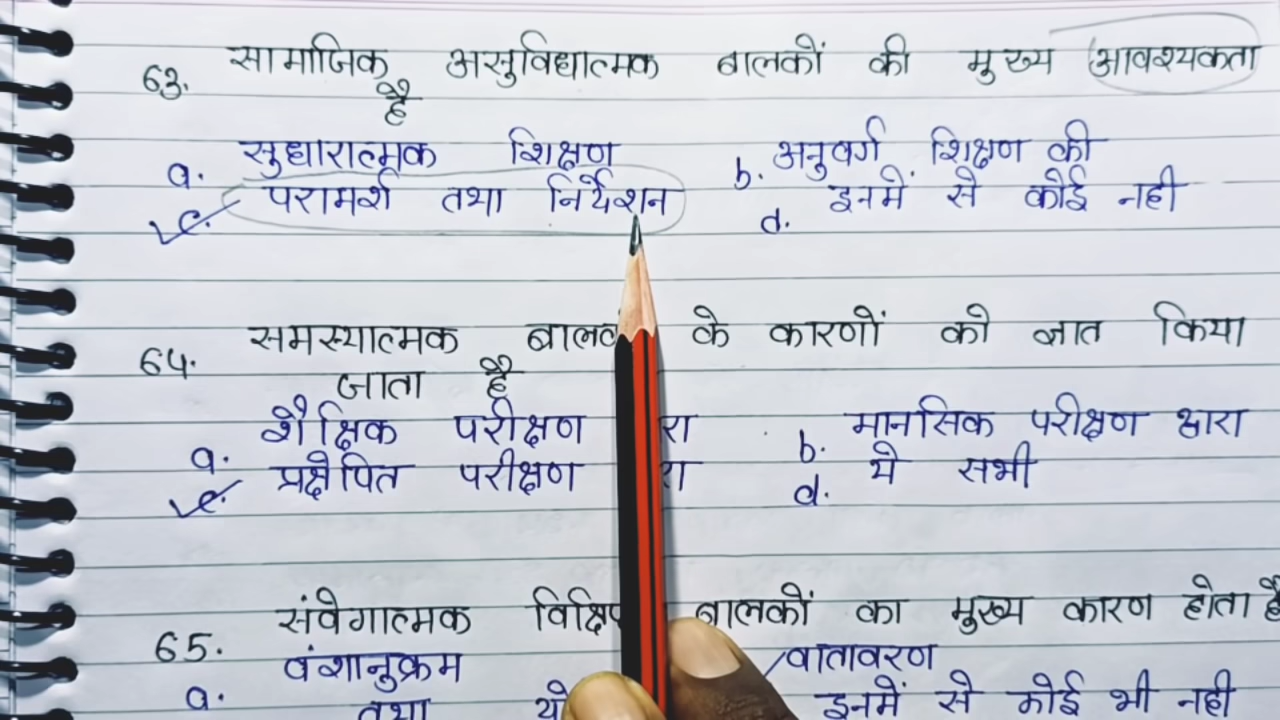 63. सामाजिक असुविधात्मक बालकों की मुख्य आवश्यकता
है
a. सुधारात्मक शिक्षण b. अनुवर्ग शिक्षण की
c. परामर्श तथा निर्देशन d. इनमें से कोई नही
64. समस्यात्मक के कारणों को ज्ञात किया
जाता है
a. शैक्षिक परीक्षण b. मानसिक परीक्षण द्वारा
c. प्रक्षेपित परीक्षण d. ये सभी
65. संवेगात्मक बालकों का मुख्य कारण होता है
a. वंशानुक्रम वातावरण
तथा इनमें से कोई भी नही